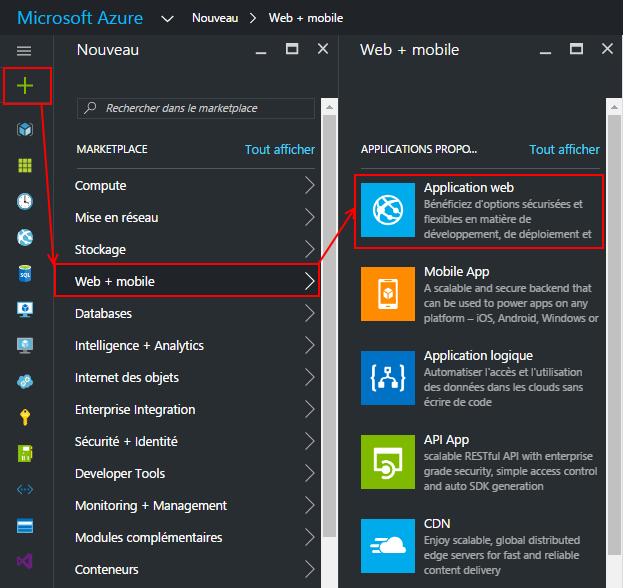 Microsoft Azure Nouveau Web + mobile
Nouveau
Rechercher dans le marketplace
MARKETPLACE Tout afficher
Compute
Mise en réseau
Stockage
Web + mobile
Databases
Intelligence + Analytics
Internet des objets
Enterprise Integration
Sécurité + Identité
Developer Tools
Monitoring + Management
Modules complémentaires
Conteneurs
Web + mobile
APPLICATIONS PROPO... Tout afficher
Application web
Bénéficiez d'options sécurisées et
flexibles en matière de
développement, de déploiement et
Mobile App
A scalable and secure backend that
can be used to power apps on any
platform – iOS, Android, Windows or
Application logique
Automatiser l'accès et l'utilisation
des données dans les clouds sans
écrire de code
API App
scalable RESTful API with enterprise
grade security, simple access control
and auto SDK generation
CDN
Enjoy scalable, global distributed
edge servers for fast and reliable
content delivery
SQL